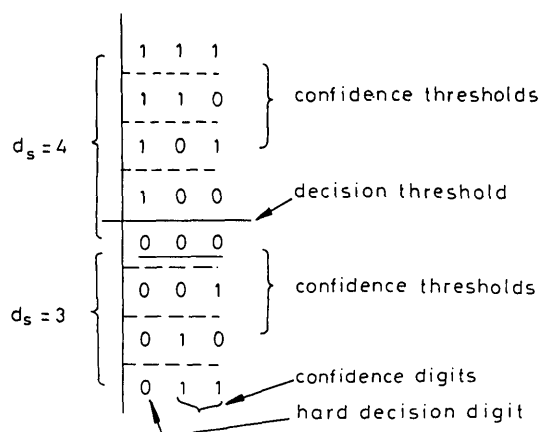 1 1 1
1 1 0
confidence thresholds
1 0 1
d_s = 4
1 0 0
decision threshold
0 0 0
0 0 1
confidence thresholds
d_s = 3
0 1 0
0 1 1
confidence digits
hard decision digit